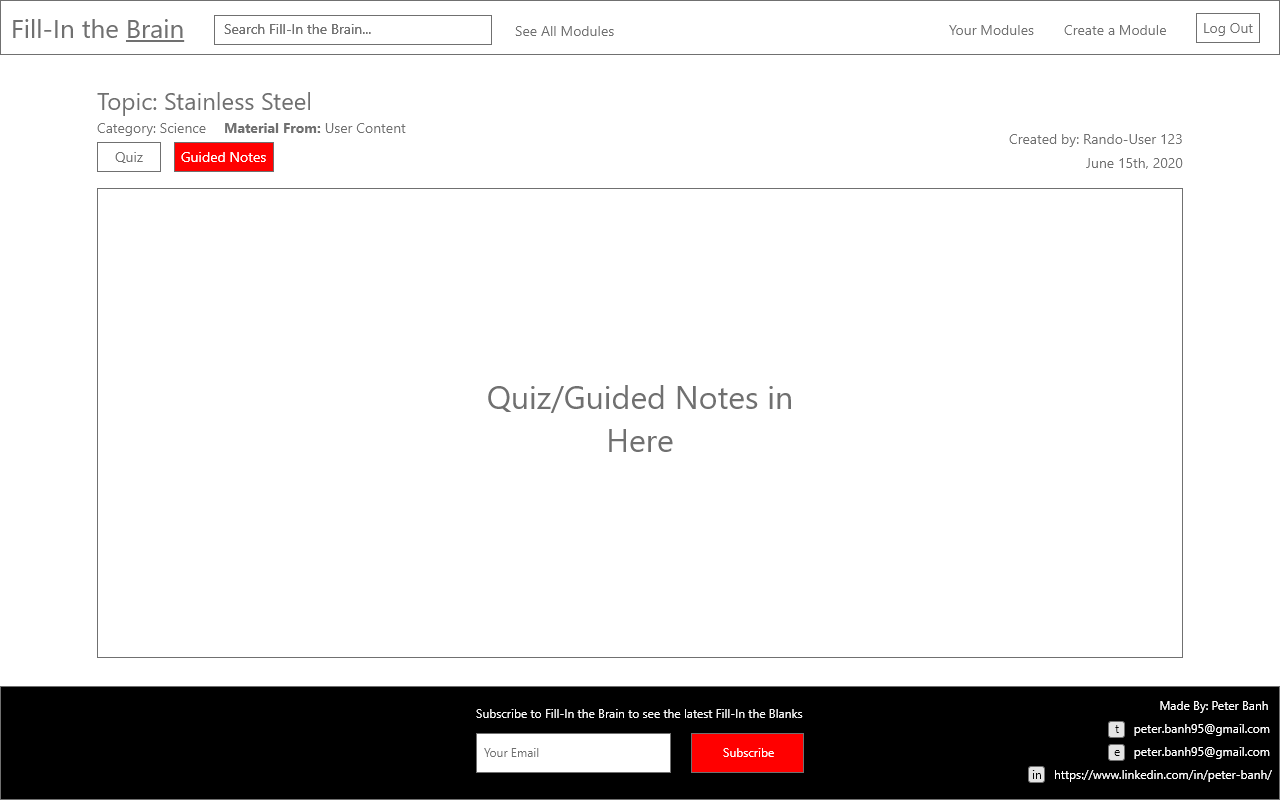 Fill-In the Brain
Search Fill-In the Brain...
See All Modules
Your Modules
Create a Module
Log Out
Topic: Stainless Steel
Category: Science
Material From: User Content
Quiz
Guided Notes
Created by: Rando-User 123
June 15th, 2020
Quiz/Guided Notes in
Here
Subscribe to Fill-In the Brain to see the latest Fill-In the Blanks
Your Email
Subscribe
Made By: Peter Banh
t peter.banh95@gmail.com
e peter.banh95@gmail.com
in https://www.linkedin.com/in/peter-banh/